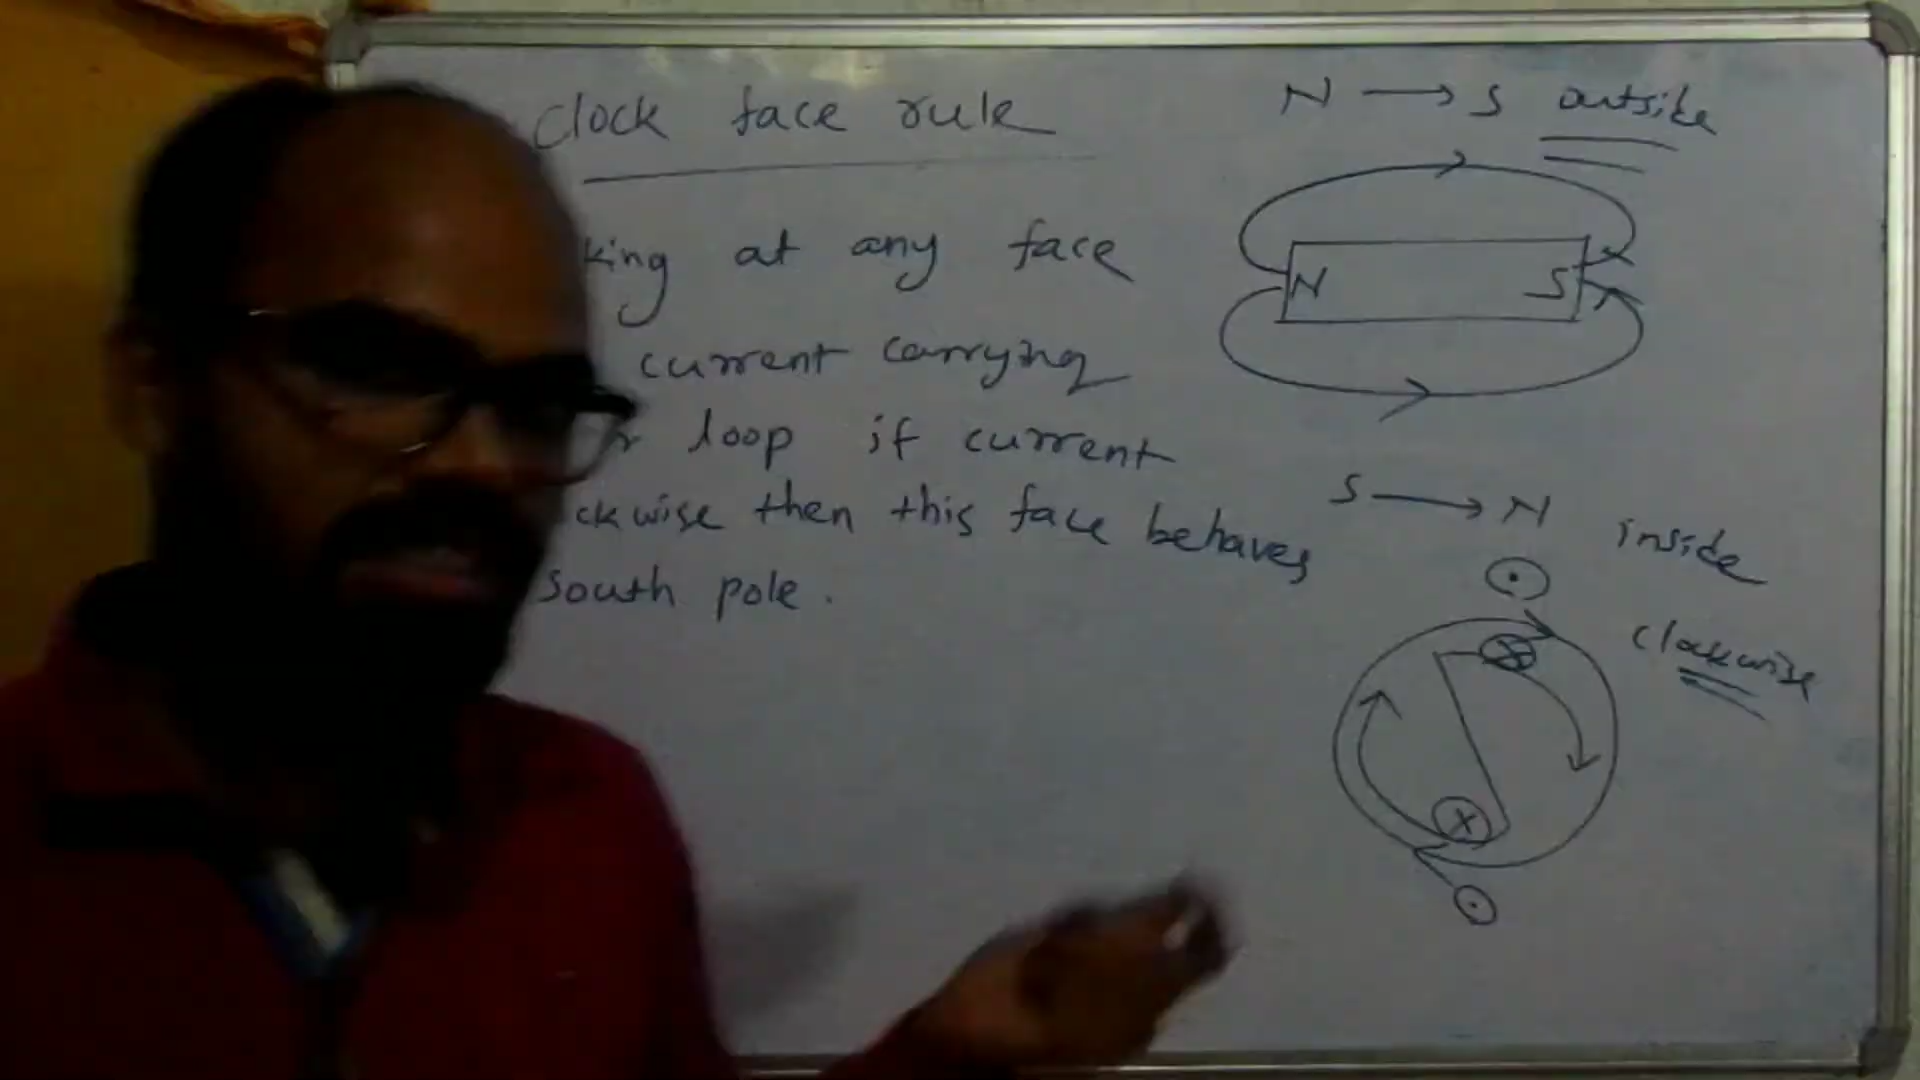 Clock face rule
king at any face
current carrying
r loop if current
ckwise then this face behaves
south pole.
N → S outside
N S
S → N
inside
clockwise